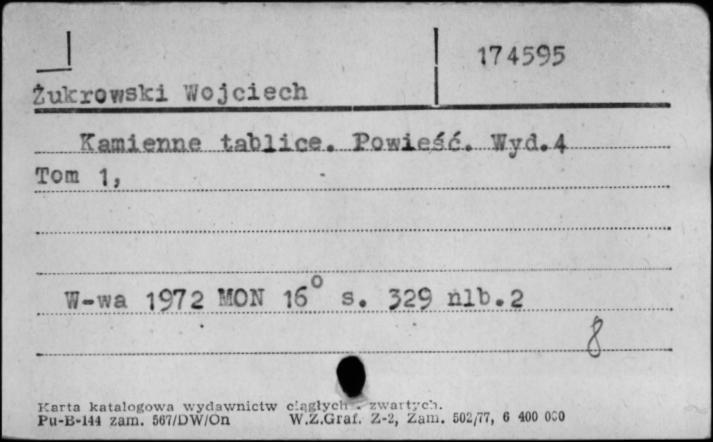 174595
Żukrowski Wojciech
Kamienne tablice. Powieść. Wyd.4
Tom 1,
W-wa 1972 MON 16° s. 329 nlb.2
8
Karta katalogowa wydawnictw ciągłych i zwartych.
Pu-B-144 zam. 567/DW/On W.Z.Graf. Z-2, Zam. 502/77, 6 400 000